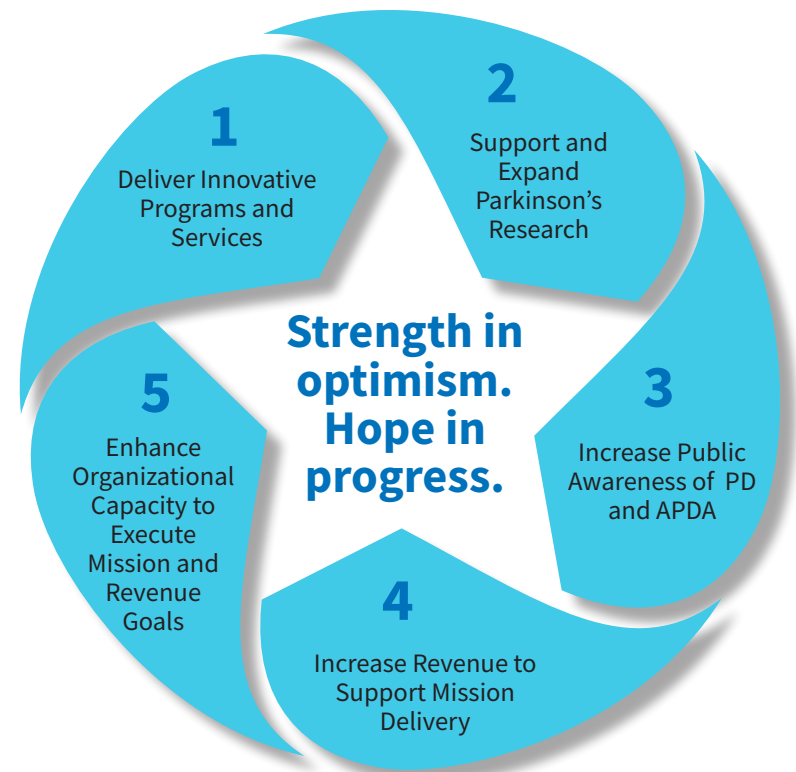 1
Deliver Innovative
Programs and
Services
2
Support and
Expand
Parkinson’s
Research
3
Increase Public
Awareness of PD
and APDA
4
Increase Revenue to
Support Mission
Delivery
5
Enhance
Organizational
Capacity to
Execute
Mission and
Revenue
Goals
Strength in
optimism.
Hope in
progress.